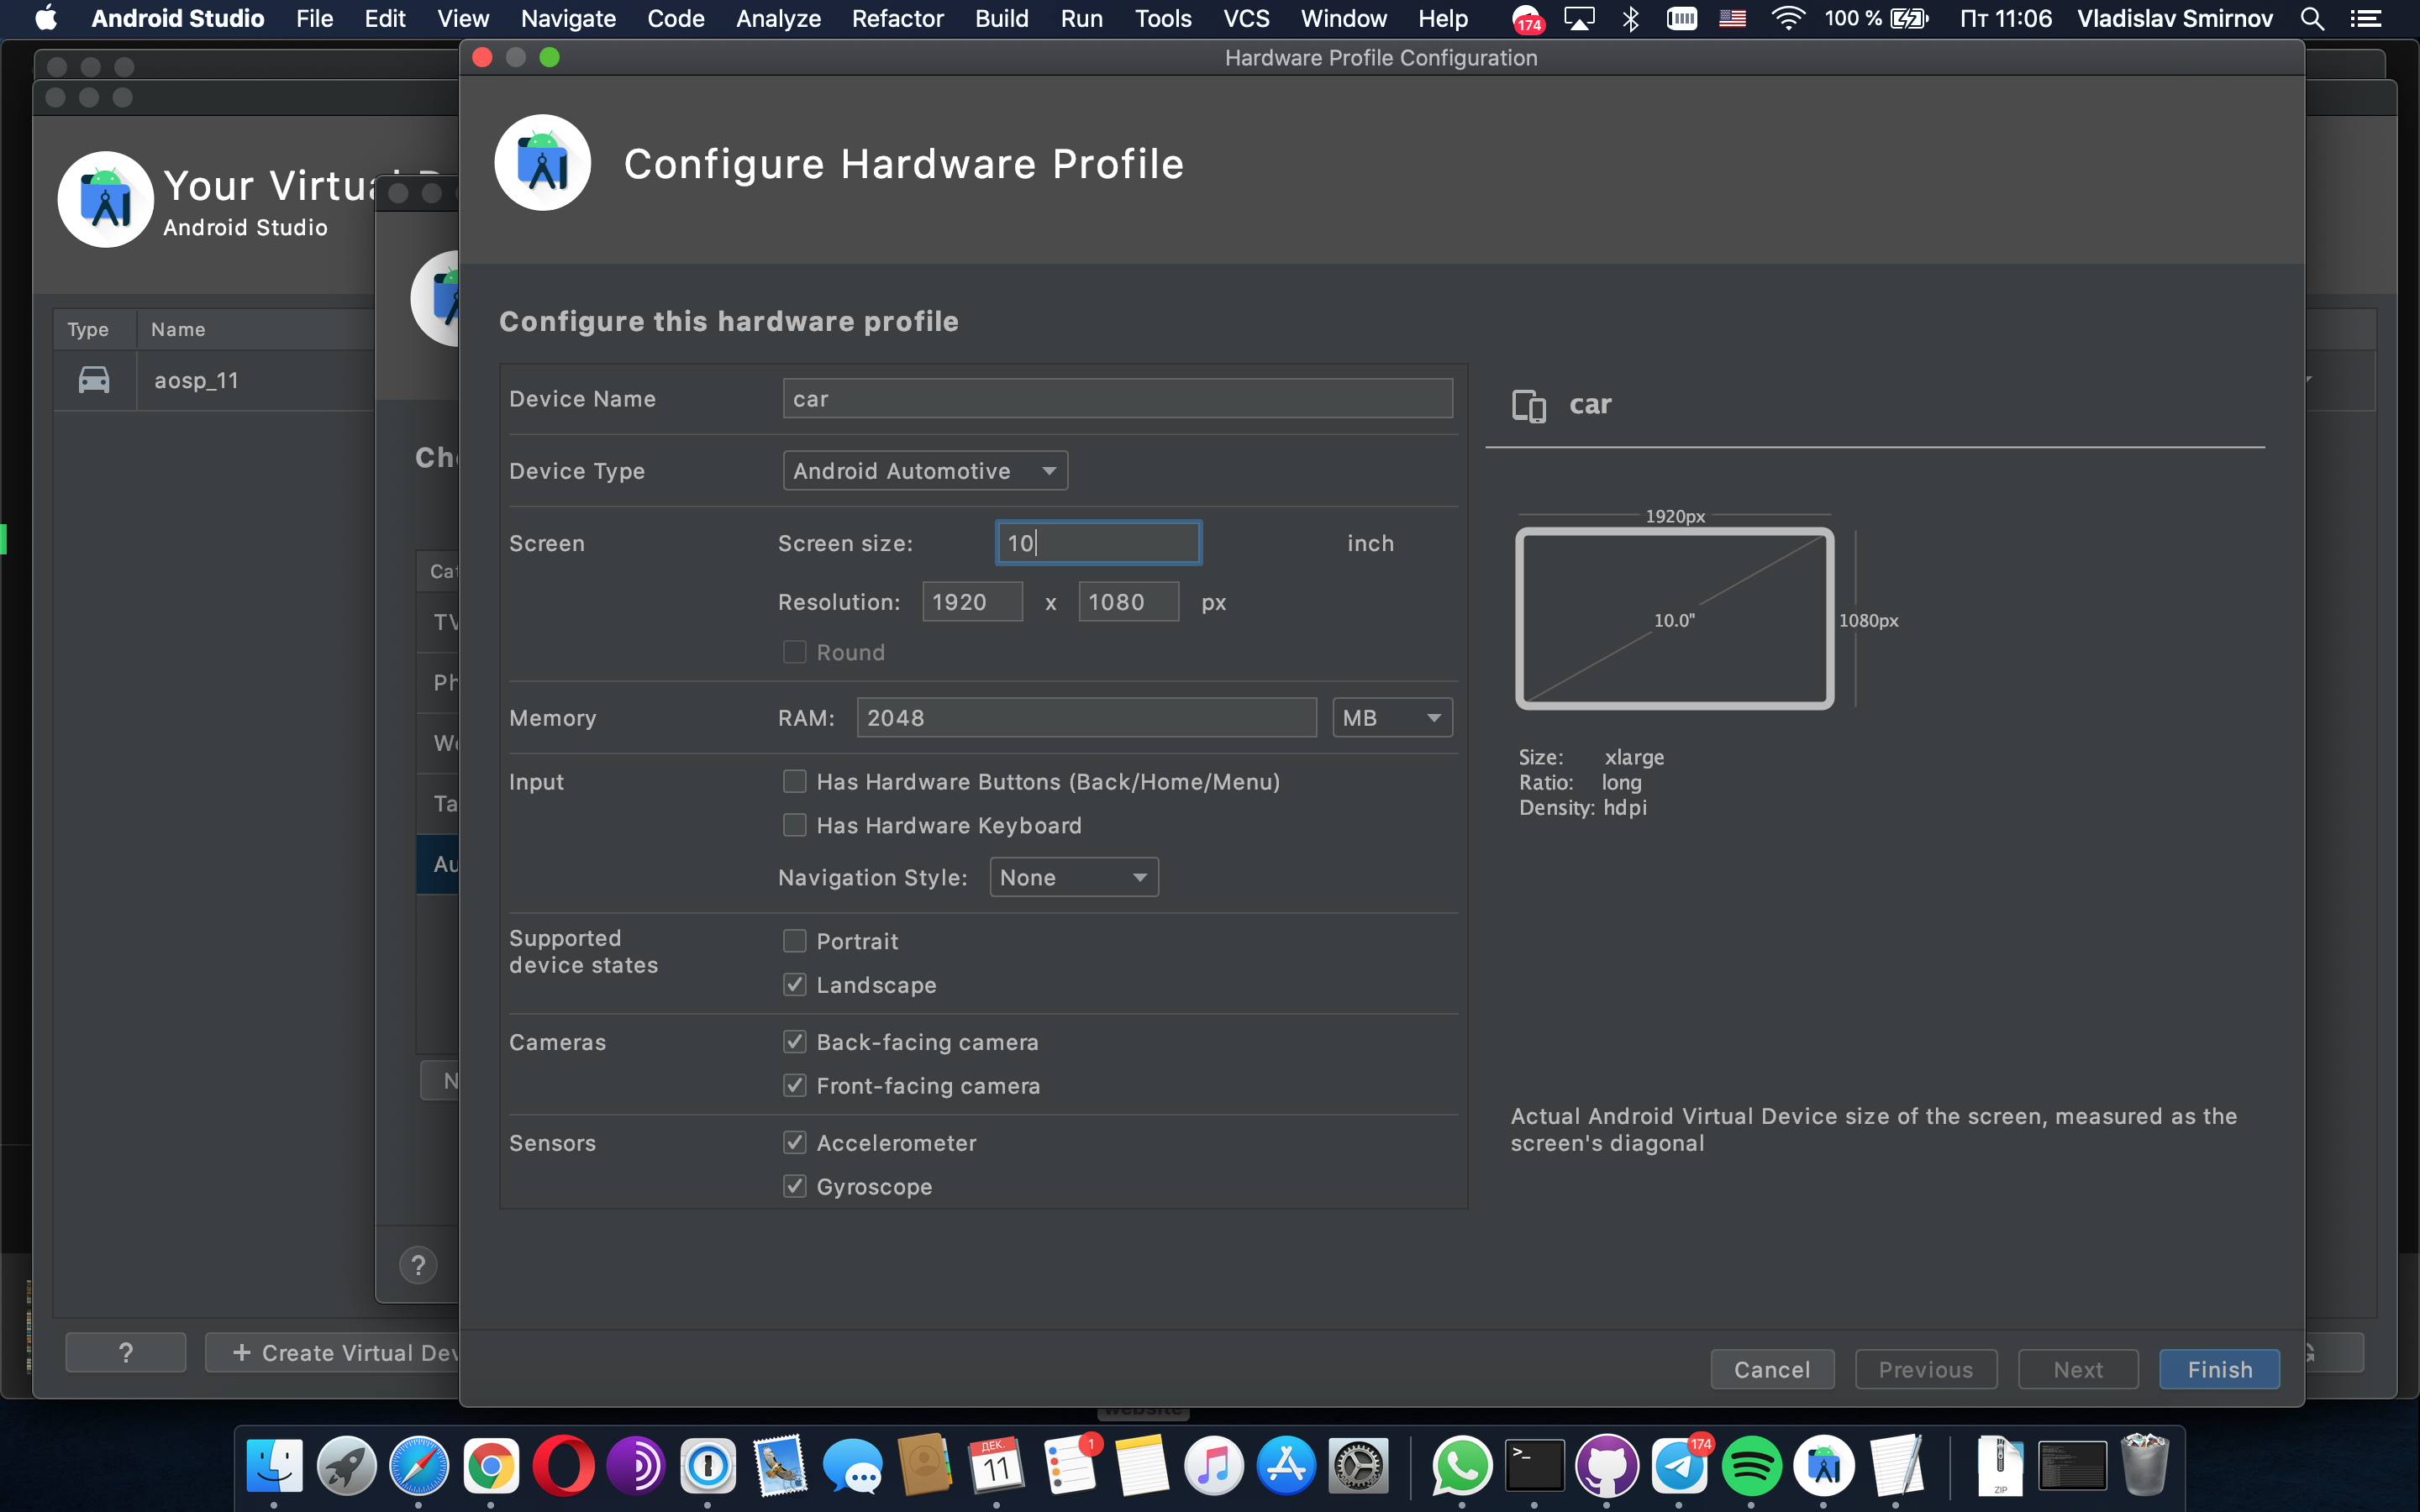 Android Studio File Edit View Navigate Code Analyze Refactor Build Run Tools VCS Window Help 174 100 % Пт 11:06 Vladislav Smirnov
Hardware Profile Configuration
Configure Hardware Profile
Your Virtua
Android Studio
Type Name
aosp_11
Configure this hardware profile
Device Name car
car
Device Type Android Automotive
Screen Screen size: 10 inch
Resolution: 1920 x 1080 px
Round
1920px
10.0"
1080px
Memory RAM: 2048 MB
Size: xlarge
Ratio: long
Density: hdpi
Input Has Hardware Buttons (Back/Home/Menu)
Has Hardware Keyboard
Navigation Style: None
Supported
device states
Portrait
Landscape
Cameras Back-facing camera
Front-facing camera
Sensors Accelerometer
Gyroscope
Actual Android Virtual Device size of the screen, measured as the
screen's diagonal
Ch
Ca
TV
Ph
We
Ta
Au
N
?
? + Create Virtual Dev
Cancel Previous Next Finish
ДЕК.
11
1
>_
174
ZIP